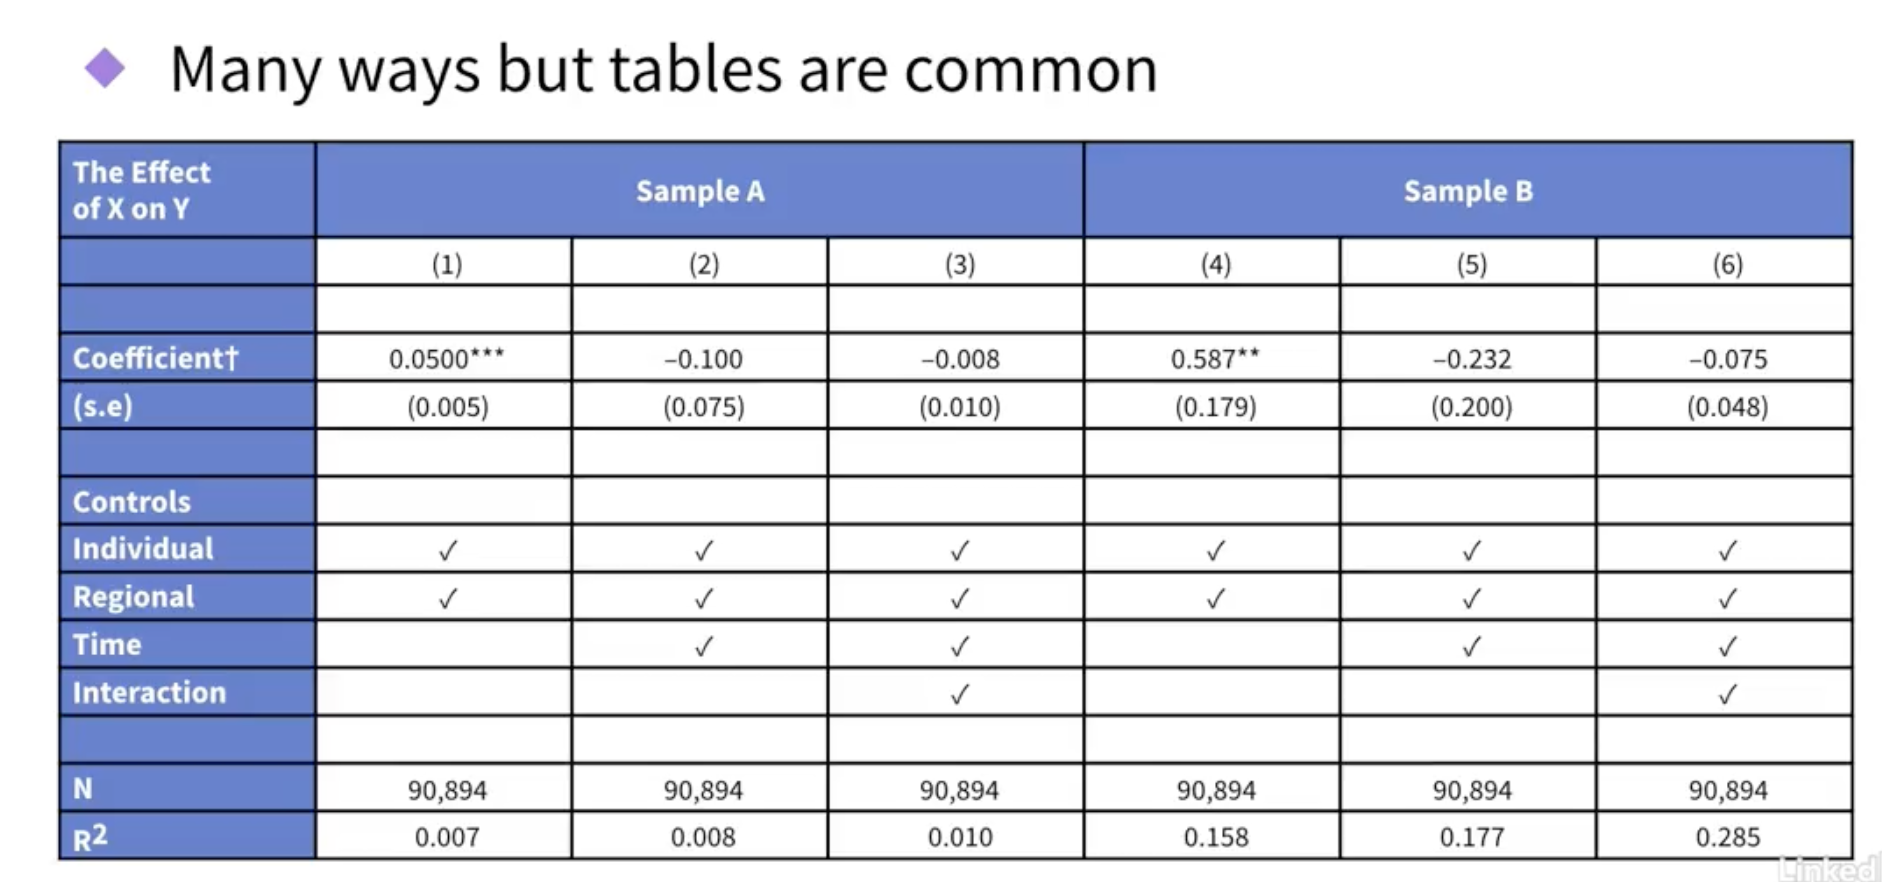 Many ways but tables are common
The Effect
of X on Y
Sample A Sample B
(1) (2) (3) (4) (5) (6)
Coefficient† 0.0500*** –0.100 –0.008 0.587** –0.232 –0.075
(s.e) (0.005) (0.075) (0.010) (0.179) (0.200) (0.048)
Controls
Individual ✓ ✓ ✓ ✓ ✓ ✓
Regional ✓ ✓ ✓ ✓ ✓ ✓
Time ✓ ✓ ✓ ✓
Interaction ✓ ✓
N 90,894 90,894 90,894 90,894 90,894 90,894
R2 0.007 0.008 0.010 0.158 0.177 0.285
Linked